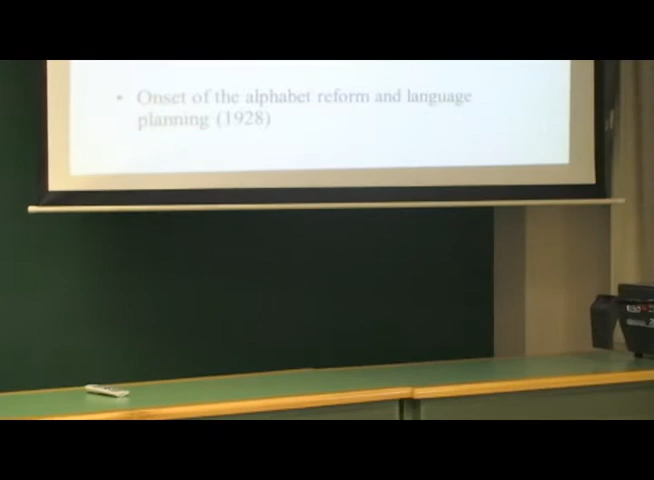 • Onset of the alphabet reform and language
planning (1928)